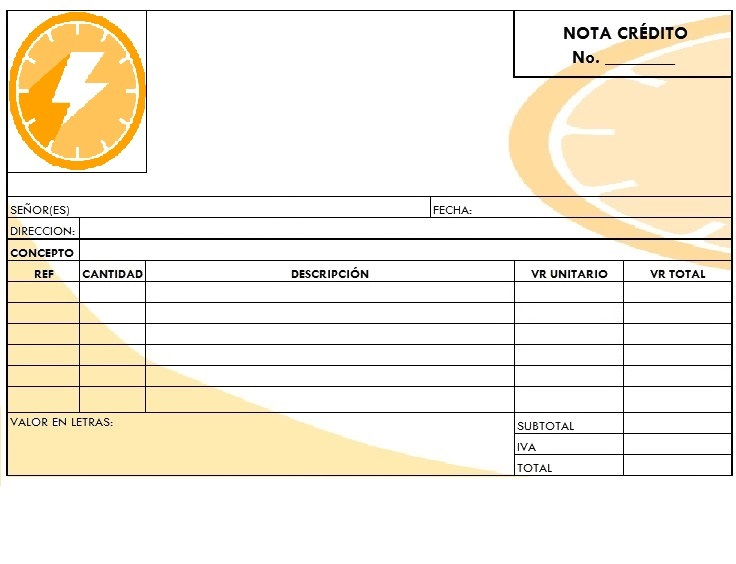 NOTA CRÉDITO
No. ________
SEÑOR(ES)
FECHA:
DIRECCION:
CONCEPTO
REF CANTIDAD DESCRIPCIÓN VR UNITARIO VR TOTAL
VALOR EN LETRAS:
SUBTOTAL
IVA
TOTAL